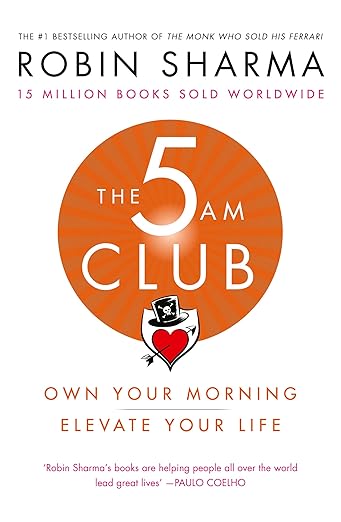 THE #1 BESTSELLING AUTHOR OF THE MONK WHO SOLD HIS FERRARI
ROBIN SHARMA
15 MILLION BOOKS SOLD WORLDWIDE
THE 5 AM
CLUB
OWN YOUR MORNING
ELEVATE YOUR LIFE
‘Robin Sharma’s books are helping people all over the world
lead great lives’ —PAULO COELHO